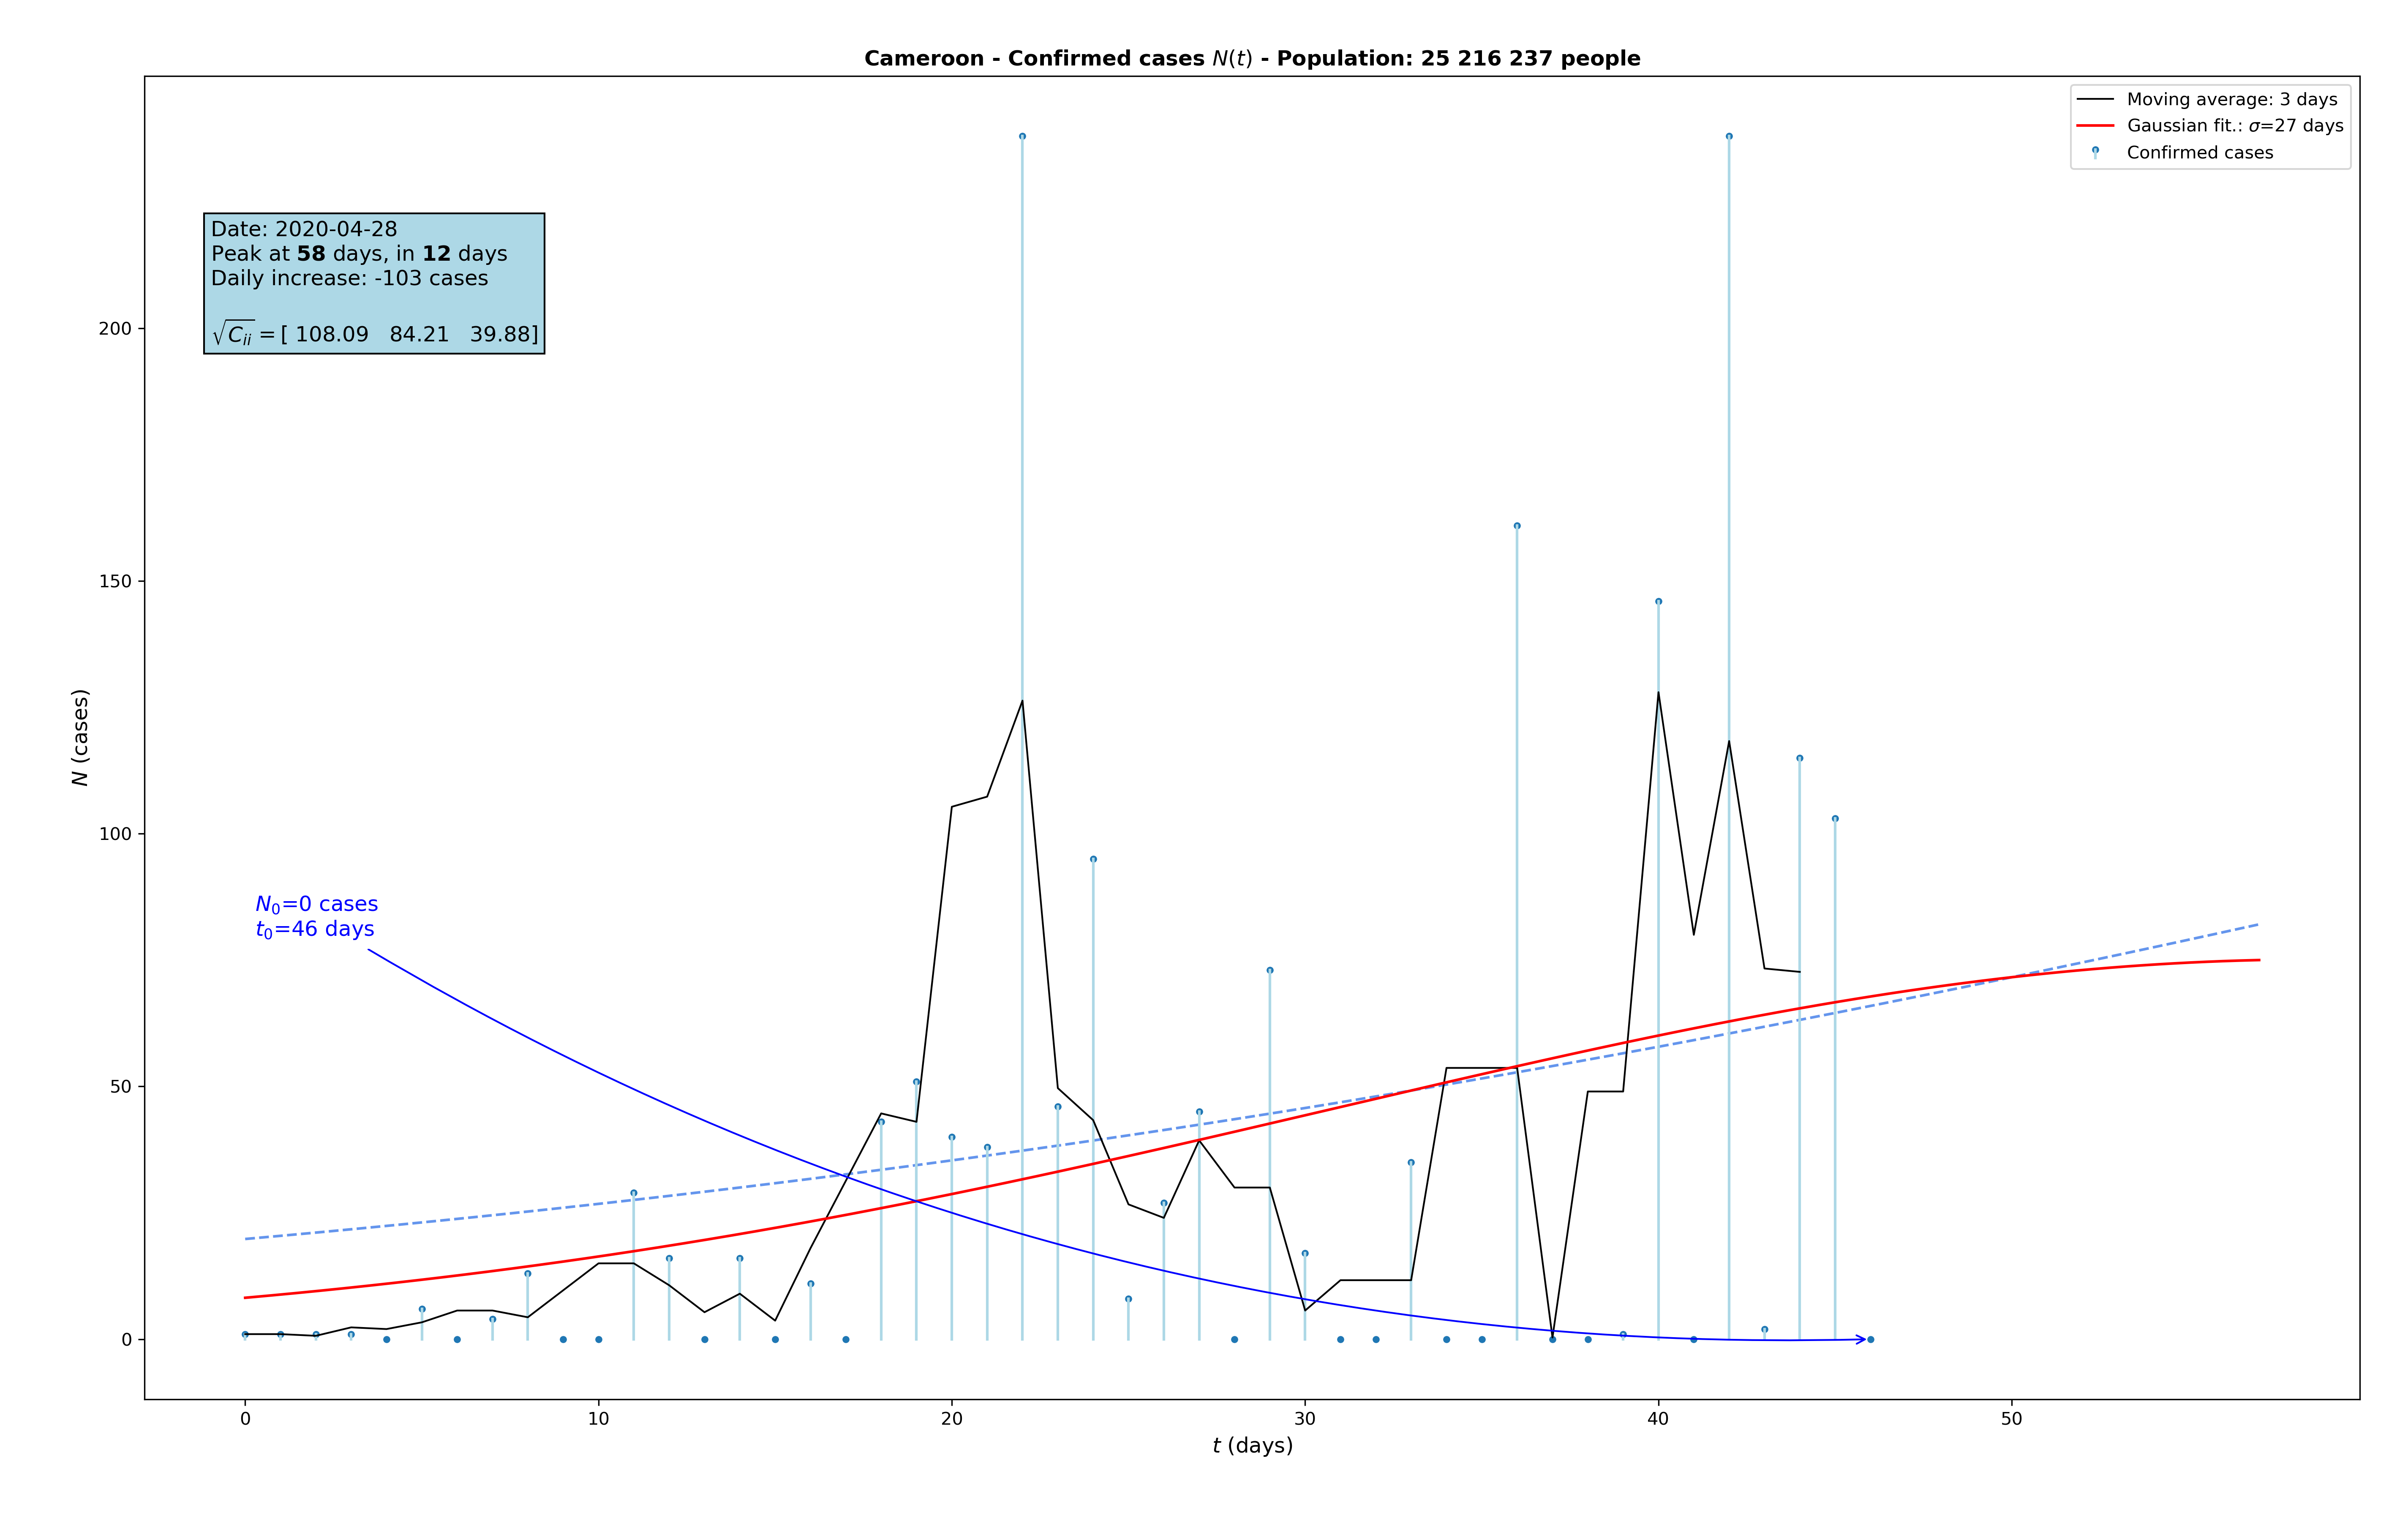 Cameroon - Confirmed cases N(t) - Population: 25 216 237 people
Moving average: 3 days
Gaussian fit.: σ=27 days
Confirmed cases
Date: 2020-04-28
Peak at 58 days, in 12 days
Daily increase: -103 cases
√C_ii = [ 108.09 84.21 39.88]
N_0=0 cases
t_0=46 days
N (cases)
200
150
100
50
0
0 10 20 30 40 50
t (days)